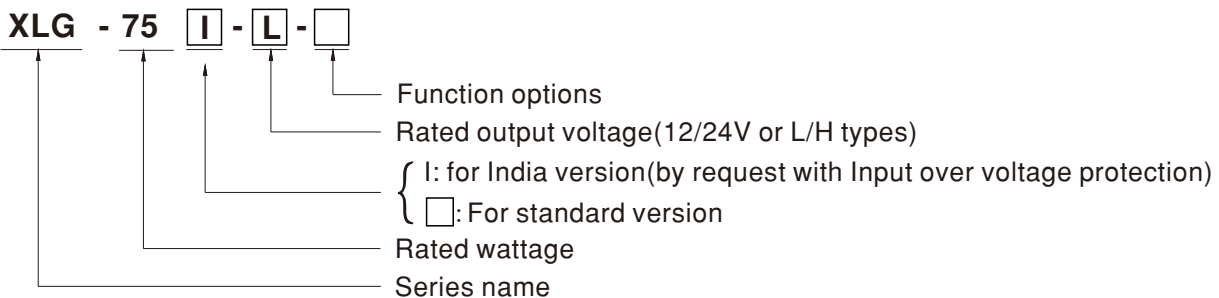 XLG - 75 I - L - □
Function options
Rated output voltage(12/24V or L/H types)
I: for India version(by request with Input over voltage protection)
□: For standard version
Rated wattage
Series name